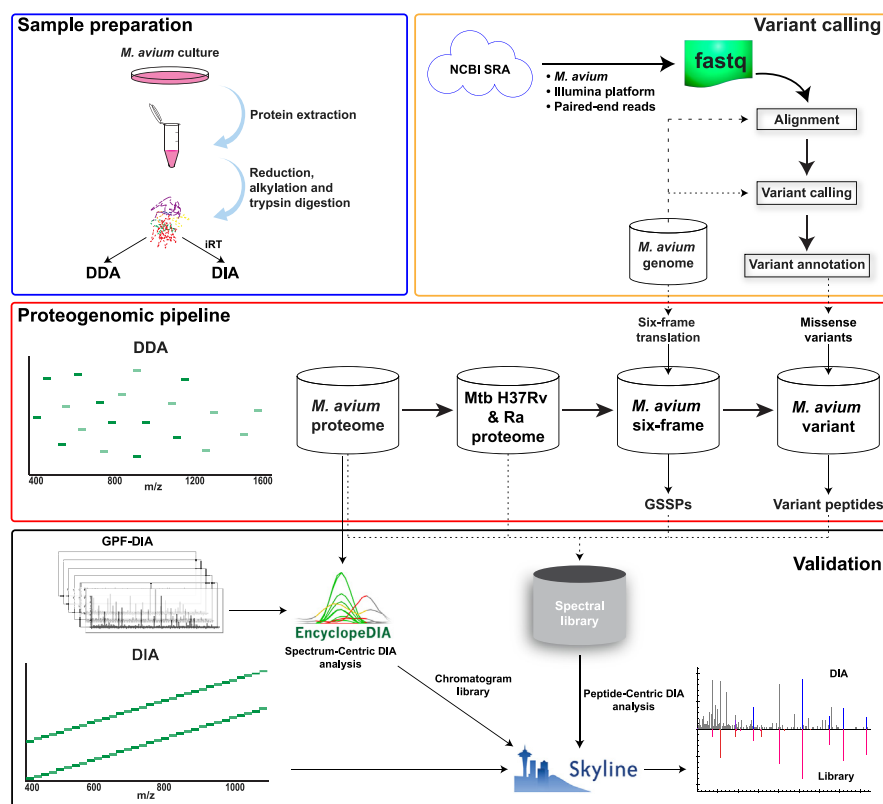 Sample preparation
M. avium culture
Protein extraction
Reduction,
alkylation and
trypsin digestion
iRT
DDA
DIA
Variant calling
NCBI SRA
• M. avium
• Illumina platform
• Paired-end reads
fastq
Alignment
Variant calling
Variant annotation
M. avium
genome
Proteogenomic pipeline
DDA
400
800
1200
1600
m/z
Six-frame
translation
Missense
variants
M. avium
proteome
Mtb H37Rv
& Ra
proteome
M. avium
six-frame
M. avium
variant
GSSPs
Variant peptides
Validation
GPF-DIA
EncyclopeDIA
Spectrum-Centric DIA
analysis
Spectral
library
DIA
400
600
800
1000
m/z
Chromatogram
library
Peptide-Centric DIA
analysis
Skyline
DIA
Library